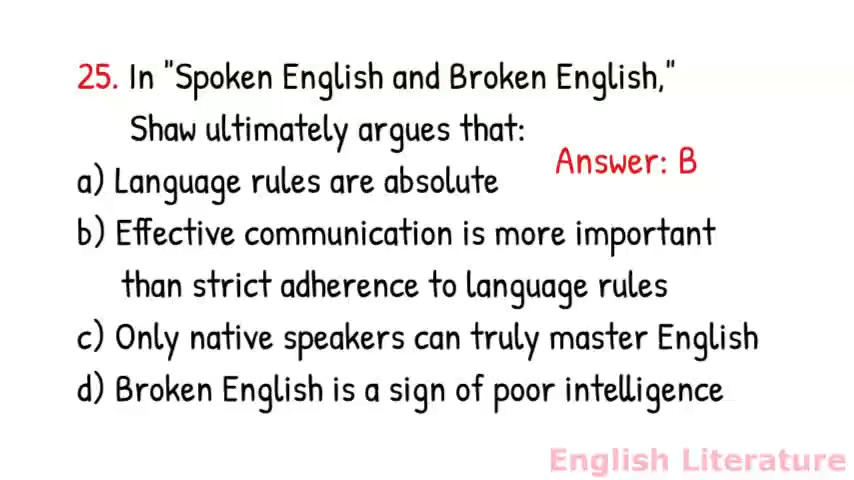 25. In "Spoken English and Broken English,"
Shaw ultimately argues that:
Answer: B
a) Language rules are absolute
b) Effective communication is more important
than strict adherence to language rules
c) Only native speakers can truly master English
d) Broken English is a sign of poor intelligence
English Literature